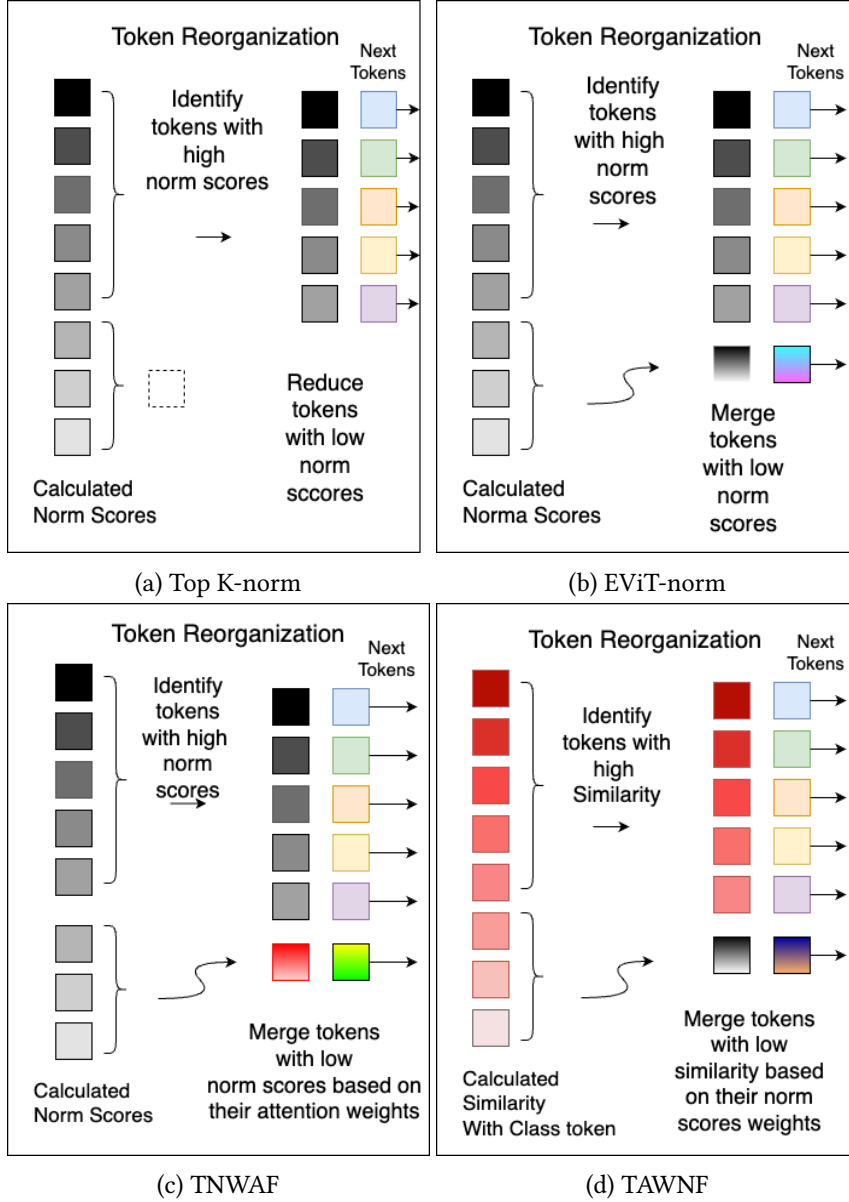 Token Reorganization
Next
Tokens
Identify
tokens with
high
norm scores
Reduce
tokens
with low
norm
sccores
Calculated
Norm Scores
(a) Top K-norm
Token Reorganization
Next
Tokens
Identify
tokens
with high
norm
scores
Merge
tokens
with low
norm
scores
Calculated
Norma Scores
(b) EViT-norm
Token Reorganization
Next
Tokens
Identify
tokens
with high
norm
scores
Merge tokens
with low
norm scores based on
their attention weights
Calculated
Norm Scores
(c) TNWAF
Token Reorganization
Next
Tokens
Identify
tokens with
high
Similarity
Merge tokens
with low
similarity based
on their norm
scores weights
Calculated
Similarity
With Class token
(d) TAWNF